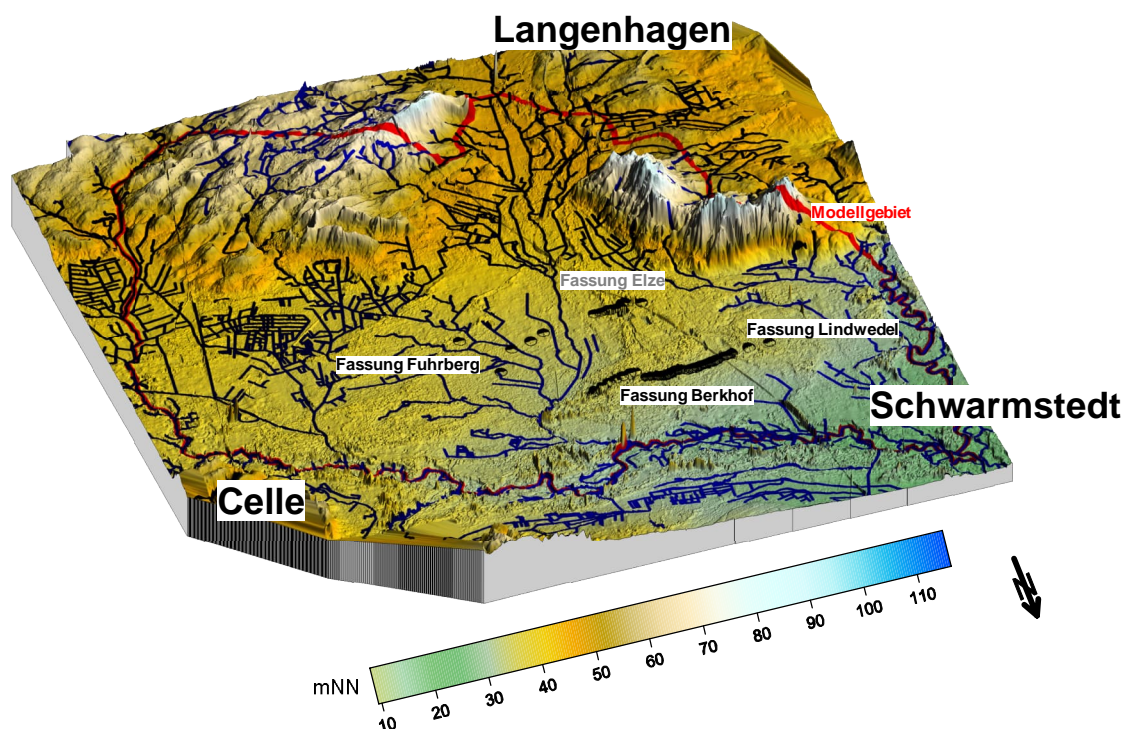 Langenhagen
Modellgebiet
Fassung Elze
Fassung Lindwedel
Fassung Fuhrberg
Fassung Berkhof
Schwarmstedt
Celle
mNN
10 20 30 40 50 60 70 80 90 100 110
N